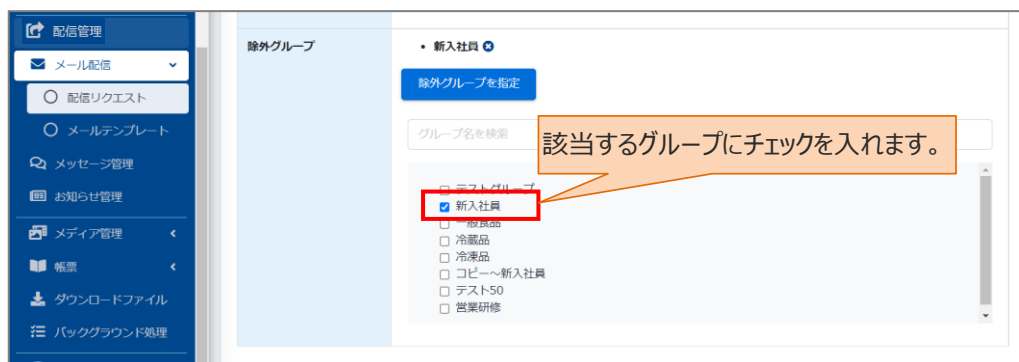 配信管理
メール配信
配信リクエスト
メールテンプレート
メッセージ管理
お知らせ管理
メディア管理
帳票
ダウンロードファイル
バックグラウンド処理
除外グループ
新入社員
除外グループを指定
グループ名を検索
該当するグループにチェックを入れます。
テストグループ
新入社員
一般食品
冷蔵品
冷凍品
コピー～新入社員
テスト50
営業研修